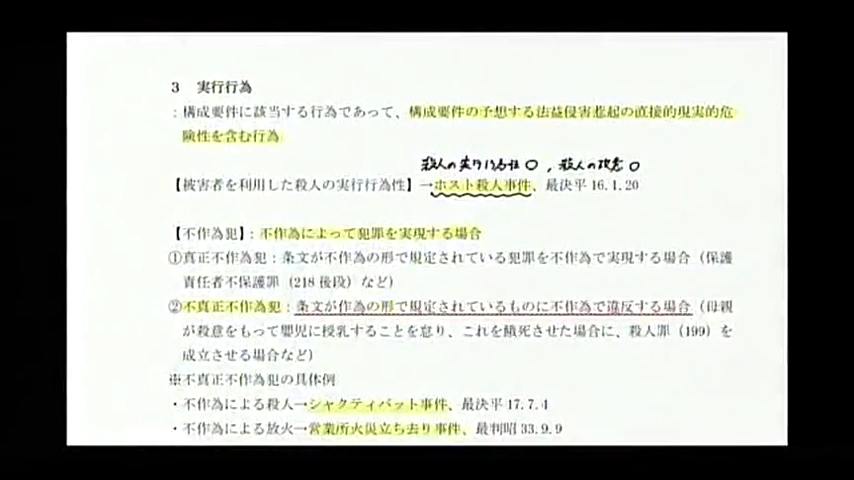 3 実行行為
：構成要件に該当する行為であって、構成要件の予想する法益侵害惹起の直接的現実的危
険性を含む行為
殺人の実行行為性○，殺人の故意○
【被害者を利用した殺人の実行行為性】→ホスト殺人事件、最決平16.1.20
【不作為犯】：不作為によって犯罪を実現する場合
①真正不作為犯：条文が不作為の形で規定されている犯罪を不作為で実現する場合（保護
責任者不保護罪（218後段）など）
②不真正不作為犯：条文が作為の形で規定されているものに不作為で違反する場合（母親
が殺意をもって嬰児に授乳することを怠り、これを餓死させた場合に、殺人罪（199）を
成立させる場合など）
※不真正不作為犯の具体例
・不作為による殺人→シャクティパット事件、最決平17.7.4
・不作為による放火→営業所火災立ち去り事件、最判昭33.9.9